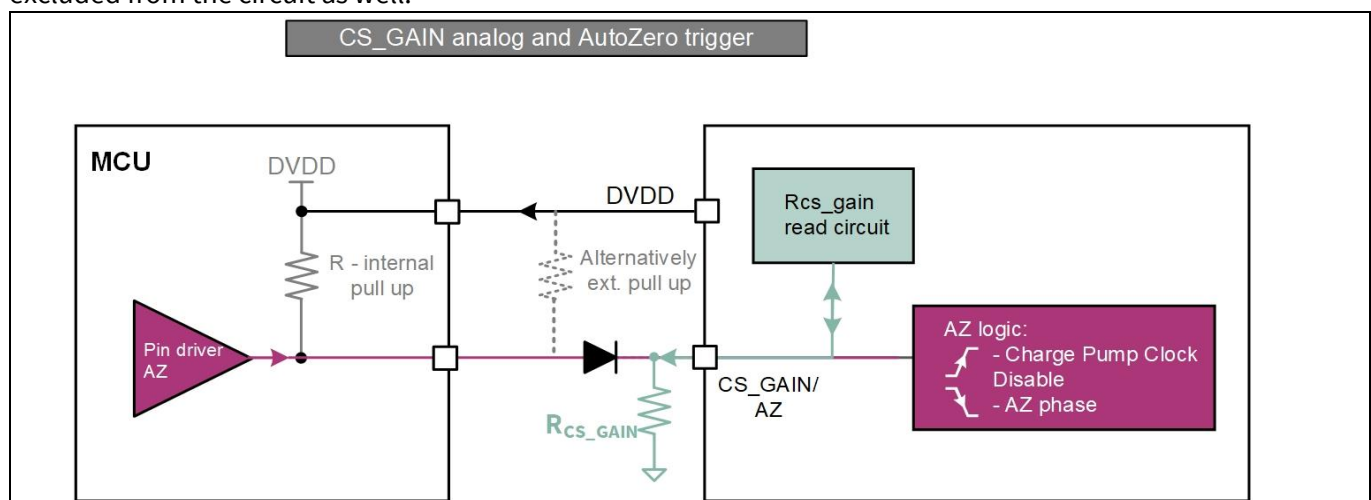 excluded from the circuit as well.
CS_GAIN analog and AutoZero trigger
MCU
DVDD
DVDD
Rcs_gain
read circuit
R - internal
pull up
Alternatively
ext. pull up
Pin driver
AZ
AZ logic:
- Charge Pump Clock
Disable
- AZ phase
CS_GAIN/
AZ
RCS_GAIN